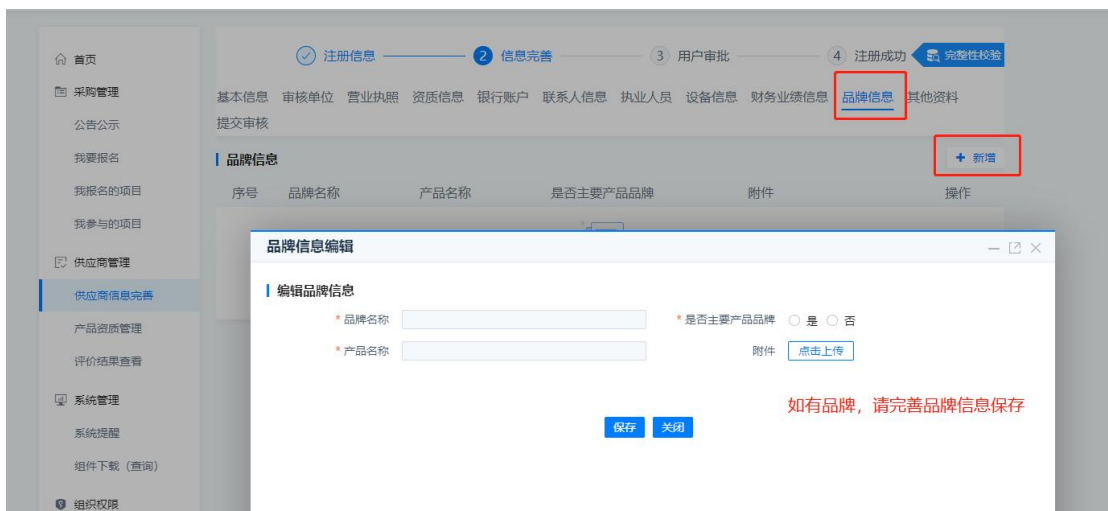 首页
采购管理
公告公示
我要报名
我报名的项目
我参与的项目
供应商管理
供应商信息完善
产品资质管理
评价结果查看
系统管理
系统提醒
组件下载（查询）
组织权限
注册信息 2 信息完善 3 用户审批 4 注册成功 完整性校验
基本信息 审核单位 营业执照 资质信息 银行账户 联系人信息 执业人员 设备信息 财务业绩信息 品牌信息 其他资料
提交审核
品牌信息 + 新增
序号 品牌名称 产品名称 是否主要产品品牌 附件 操作
品牌信息编辑
编辑品牌信息
* 品牌名称 * 是否主要产品品牌 是 否
* 产品名称 附件 点击上传
如有品牌，请完善品牌信息保存
保存 关闭